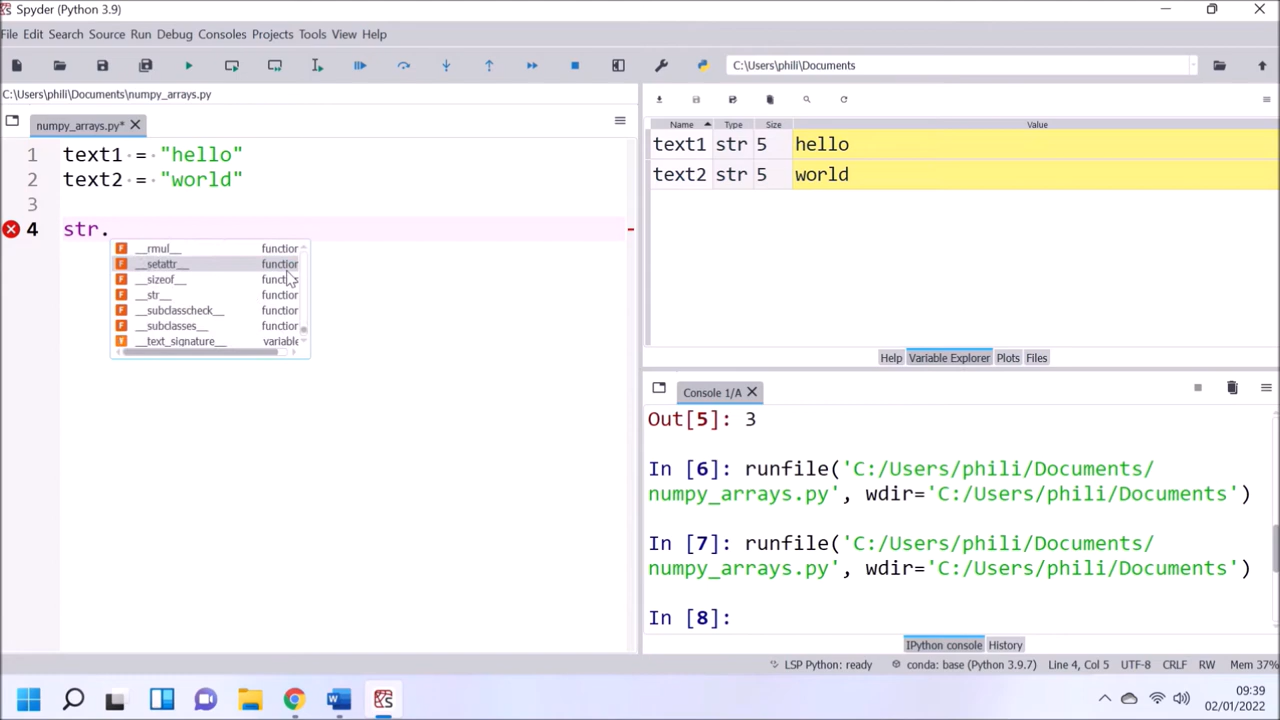 Spyder (Python 3.9)
File Edit Search Source Run Debug Consoles Projects Tools View Help
C:\Users\phili\Documents
C:\Users\phili\Documents\numpy_arrays.py
numpy_arrays.py*
1 text1 = "hello"
2 text2 = "world"
3
4 str.
__rmul__ function
__setattr__ function
__sizeof__ functions
__str__ function
__subclasscheck__ function
__subclasses__ function
__text_signature__ variable
Name Type Size Value
text1 str 5 hello
text2 str 5 world
Help Variable Explorer Plots Files
Console 1/A
Out[5]: 3
In [6]: runfile('C:/Users/phili/Documents/
numpy_arrays.py', wdir='C:/Users/phili/Documents')
In [7]: runfile('C:/Users/phili/Documents/
numpy_arrays.py', wdir='C:/Users/phili/Documents')
In [8]:
IPython console History
LSP Python: ready conda: base (Python 3.9.7) Line 4, Col 5 UTF-8 CRLF RW Mem 37%
09:39
02/01/2022